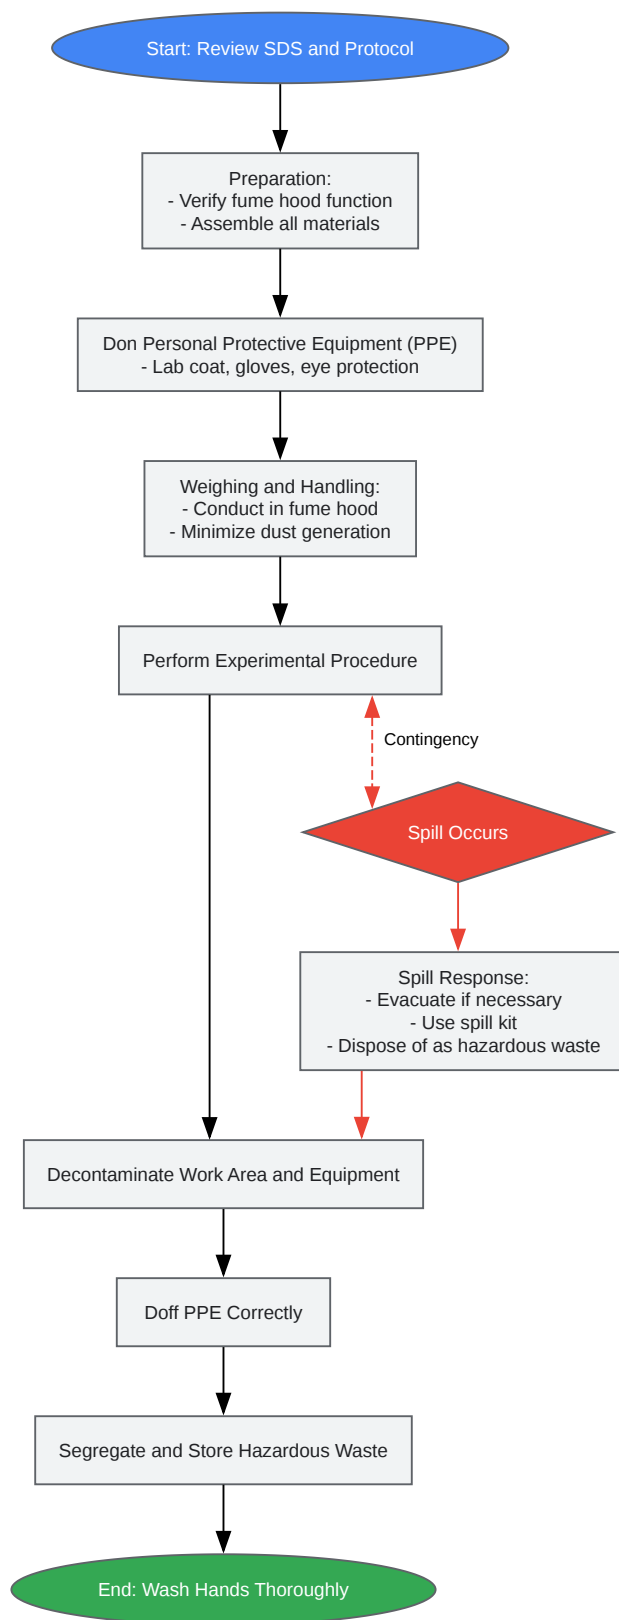 Start: Review SDS and Protocol
Preparation:
- Verify fume hood function
- Assemble all materials
Don Personal Protective Equipment (PPE)
- Lab coat, gloves, eye protection
Weighing and Handling:
- Conduct in fume hood
- Minimize dust generation
Perform Experimental Procedure
Contingency
Spill Occurs
Spill Response:
- Evacuate if necessary
- Use spill kit
- Dispose of as hazardous waste
Decontaminate Work Area and Equipment
Doff PPE Correctly
Segregate and Store Hazardous Waste
End: Wash Hands Thoroughly